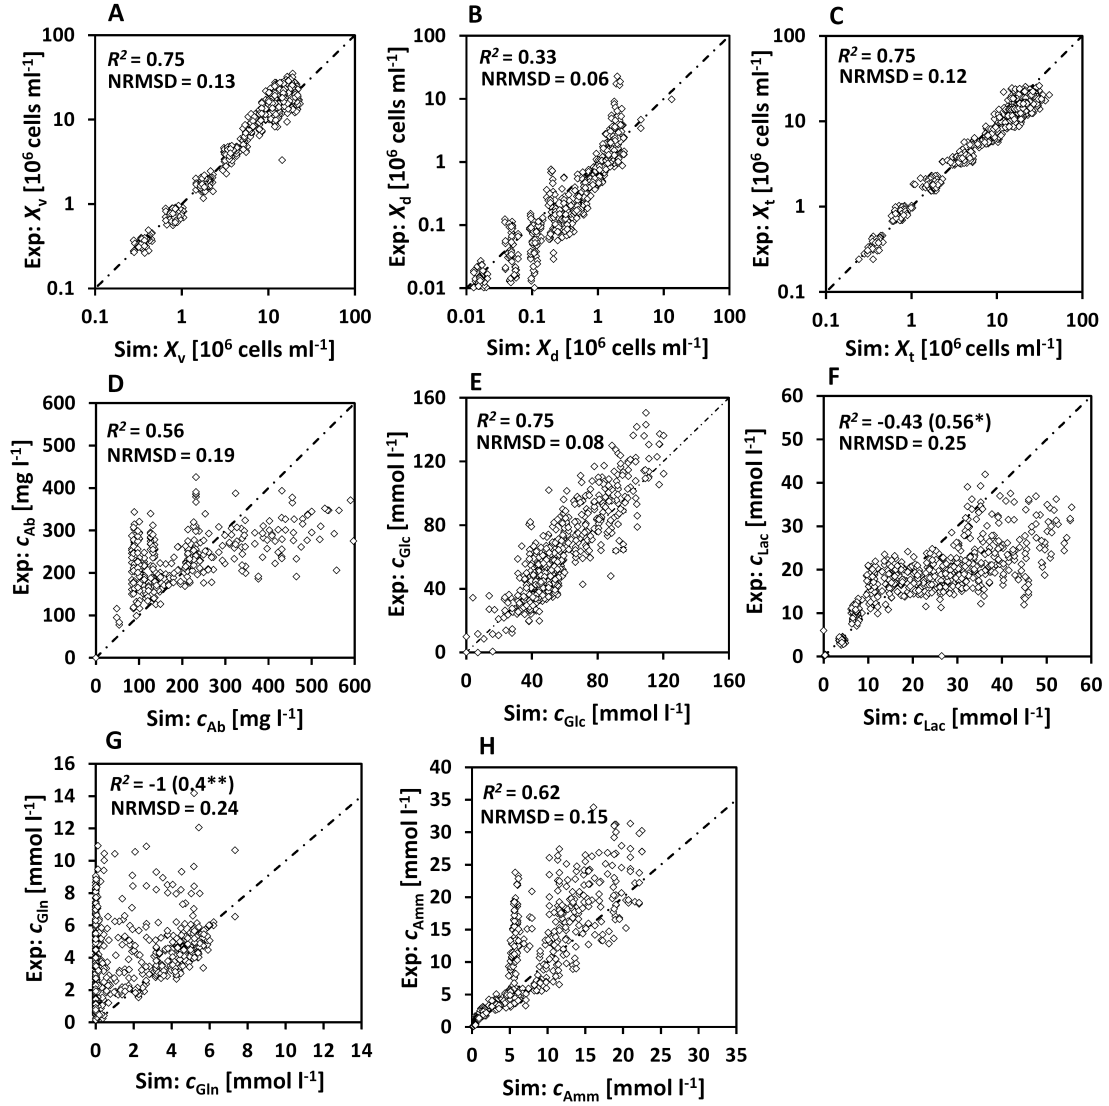 A
R² = 0.75
NRMSD = 0.13
Exp: Xv [10⁶ cells ml⁻¹]
100
10
1
0.1
0.1 1 10 100
Sim: Xv [10⁶ cells ml⁻¹]
B
R² = 0.33
NRMSD = 0.06
Exp: Xd [10⁶ cells ml⁻¹]
100
10
1
0.1
0.01
0.01 0.1 1 10 100
Sim: Xd [10⁶ cells ml⁻¹]
C
R² = 0.75
NRMSD = 0.12
Exp: Xt [10⁶ cells ml⁻¹]
100
10
1
0.1
0.1 1 10 100
Sim: Xt [10⁶ cells ml⁻¹]
D
R² = 0.56
NRMSD = 0.19
Exp: cAb [mg l⁻¹]
600
500
400
300
200
100
0
0 100 200 300 400 500 600
Sim: cAb [mg l⁻¹]
E
R² = 0.75
NRMSD = 0.08
Exp: cGlc [mmol l⁻¹]
160
120
80
40
0
0 40 80 120 160
Sim: cGlc [mmol l⁻¹]
F
R² = -0.43 (0.56*)
NRMSD = 0.25
Exp: cLac [mmol l⁻¹]
60
50
40
30
20
10
0
0 10 20 30 40 50 60
Sim: cLac [mmol l⁻¹]
G
R² = -1 (0.4**)
NRMSD = 0.24
Exp: cGln [mmol l⁻¹]
16
14
12
10
8
6
4
2
0
0 2 4 6 8 10 12 14
Sim: cGln [mmol l⁻¹]
H
R² = 0.62
NRMSD = 0.15
Exp: cAmm [mmol l⁻¹]
40
35
30
25
20
15
10
5
0
0 5 10 15 20 25 30 35
Sim: cAmm [mmol l⁻¹]